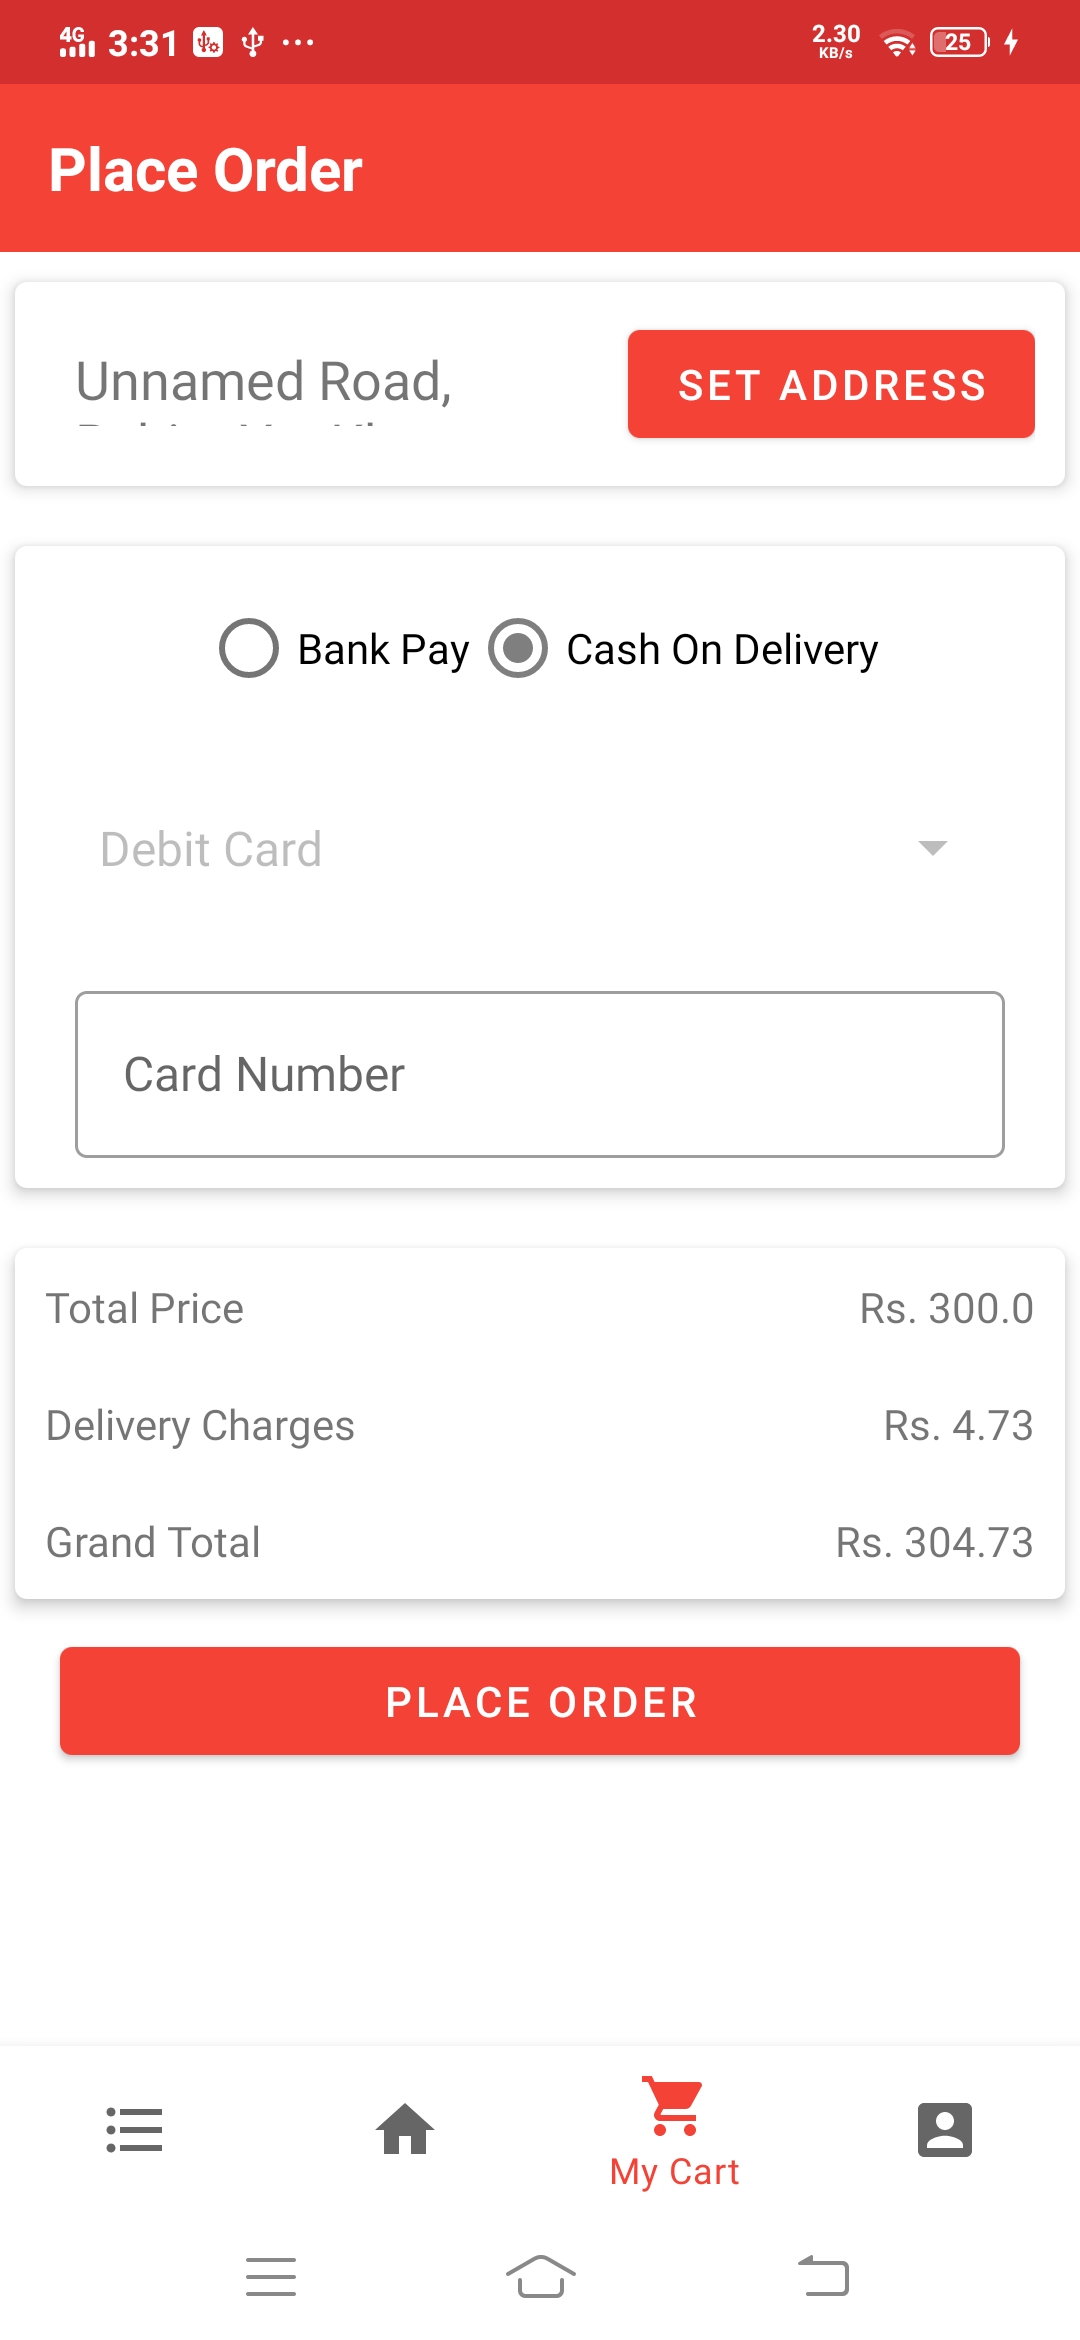 4G 3:31 2.30 KB/s 25
Place Order
Unnamed Road,
SET ADDRESS
Bank Pay Cash On Delivery
Debit Card
Card Number
Total Price Rs. 300.0
Delivery Charges Rs. 4.73
Grand Total Rs. 304.73
PLACE ORDER
My Cart